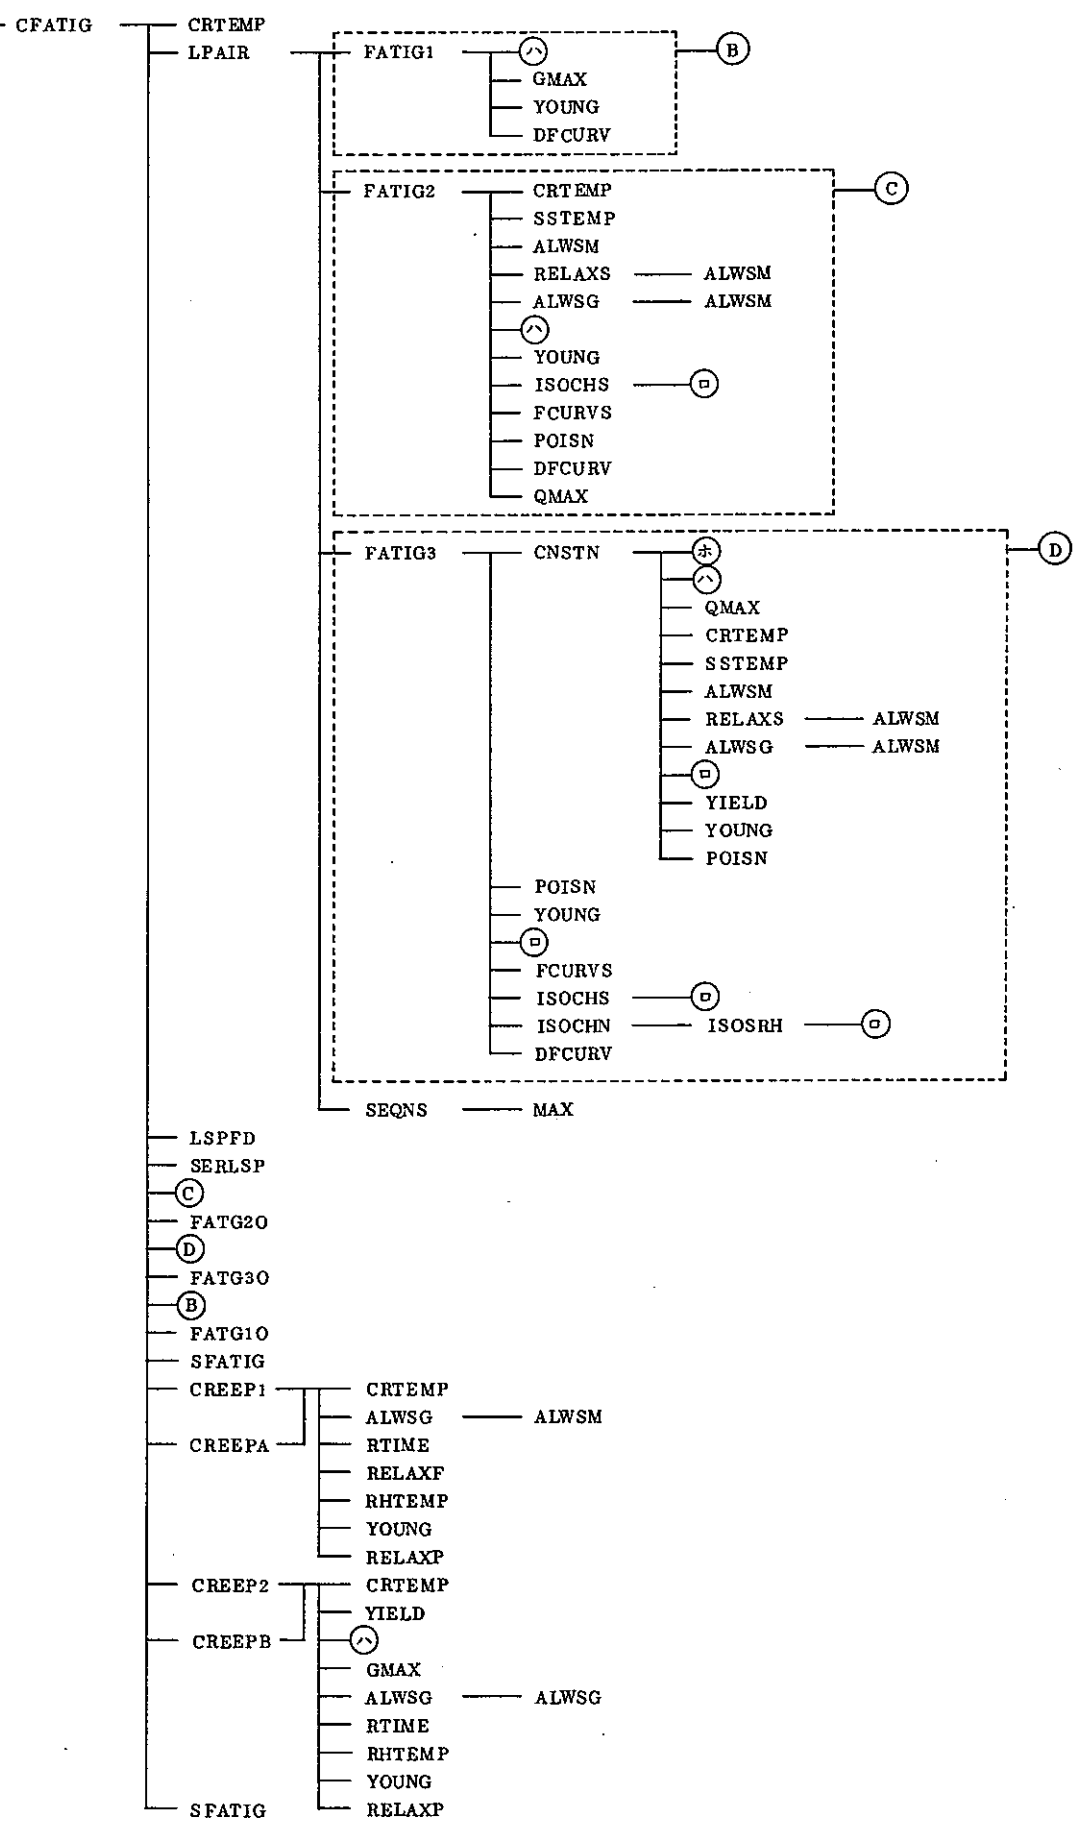 CFATIG CRTEMP
LPAIR FATIG1 ハ B
GMAX
YOUNG
DFCURV
FATIG2 CRTEMP C
SSTEMP
ALWSM
RELAXS ALWSM
ALWSG ALWSM
ハ
YOUNG
ISOCHS ロ
FCURVS
POISN
DFCURV
QMAX
FATIG3 CNSTN ホ D
ハ
QMAX
CRTEMP
SSTEMP
ALWSM
RELAXS ALWSM
ALWSG ALWSM
ロ
YIELD
YOUNG
POISN
POISN
YOUNG
ロ
FCURVS
ISOCHS ロ
ISOCHN ISOSRH ロ
DFCURV
SEQNS MAX
LSPFD
SERLSP
C
FATG2O
D
FATG3O
B
FATG1O
SFATIG
CREEP1 CRTEMP
ALWSG ALWSM
CREEPA RTIME
RELAXF
RHTEMP
YOUNG
RELAXP
CREEP2 CRTEMP
YIELD
CREEPB ハ
GMAX
ALWSG ALWSG
RTIME
RHTEMP
YOUNG
SFATIG RELAXP